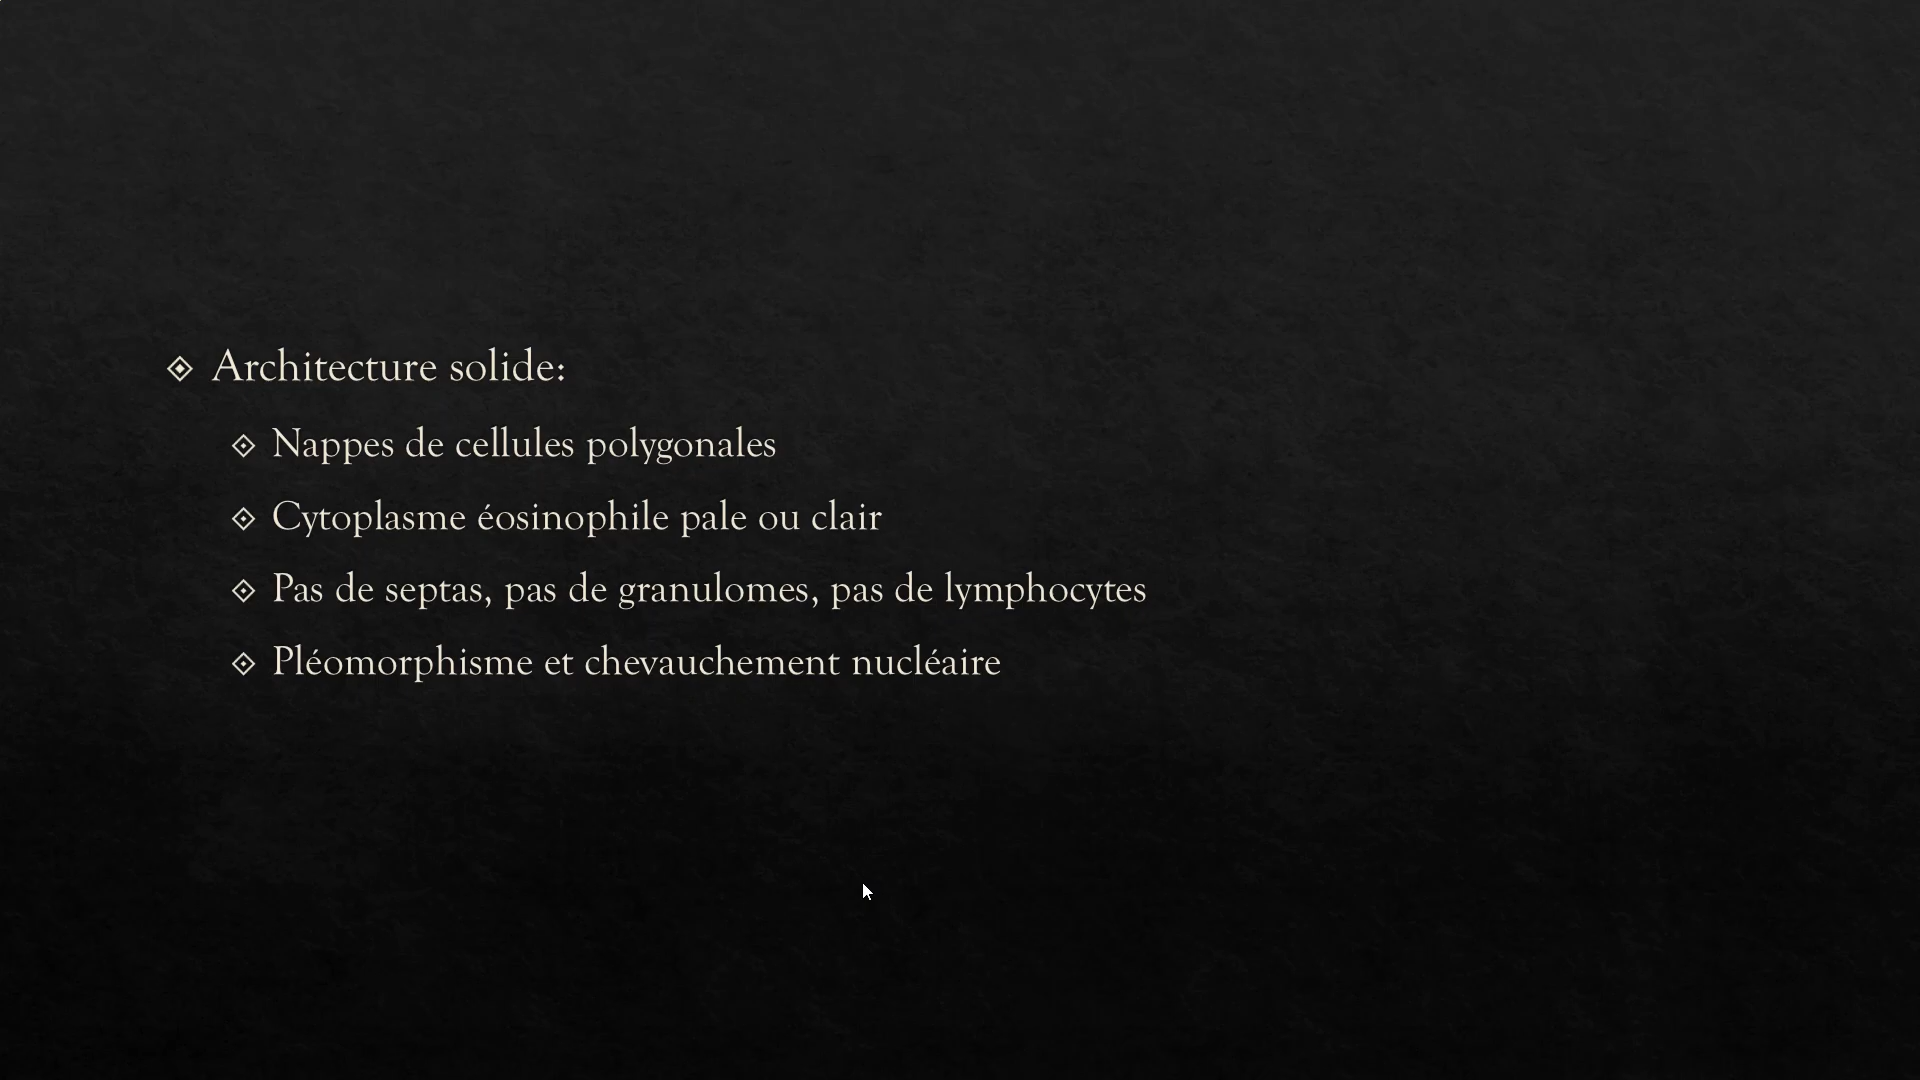 Architecture solide:
Nappes de cellules polygonales
Cytoplasme éosinophile pale ou clair
Pas de septas, pas de granulomes, pas de lymphocytes
Pléomorphisme et chevauchement nucléaire